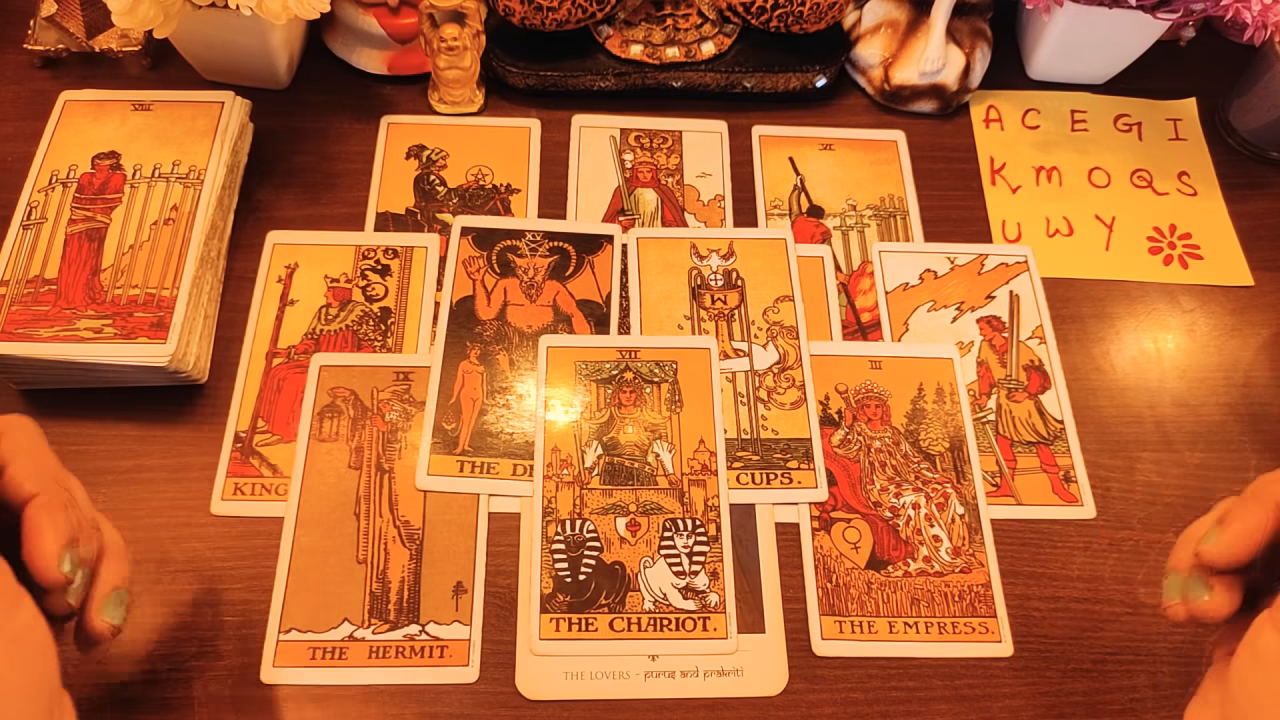 VIII
VI
A C E G I
K M O Q S
U W Y
XV
V
KING
THE DE
CUPS.
IX
VII
III
THE HERMIT.
THE CHARIOT.
THE EMPRESS.
THE LOVERS - purus and prakriti